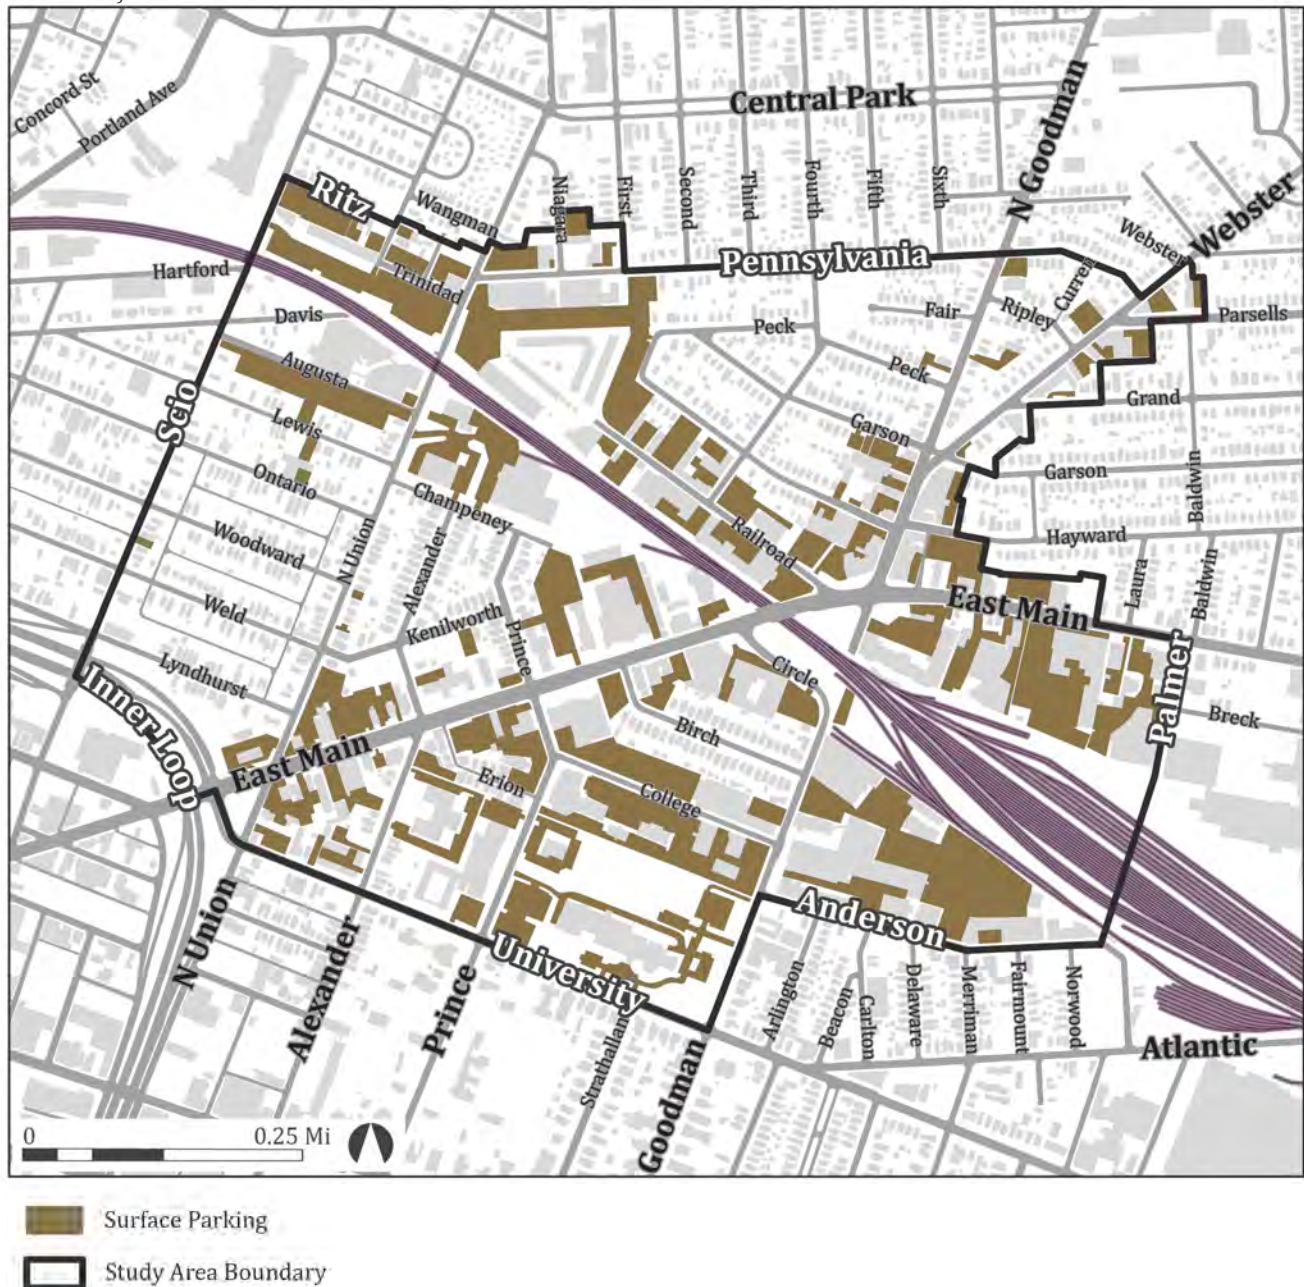 Concord St
Portland Ave
Central Park
N Goodman
Niagara
First
Second
Third
Fourth
Fifth
Sixth
Ritz
Wangman
Webster
Webster
Pennsylvania
Hartford
Trinidad
Curren
Ripley
Fair
Parsells
Davis
Peck
Peck
Augusta
Grand
Scio
Lewis
Garson
Garson
Baldwin
Ontario
Champeney
Woodward
N Union
Alexander
Railroad
Hayward
Laura
Baldwin
East Main
Weld
Kenilworth
Prince
Lyndhurst
Circle
Palmer
Inner Loop
Birch
Breck
East Main
Erion
College
Anderson
N Union
Alexander
Prince
University
Arlington
Beacon
Carlton
Delaware
Merriman
Fairmount
Norwood
Strathallan
Goodman
Atlantic
0 0.25 Mi
Surface Parking
Study Area Boundary